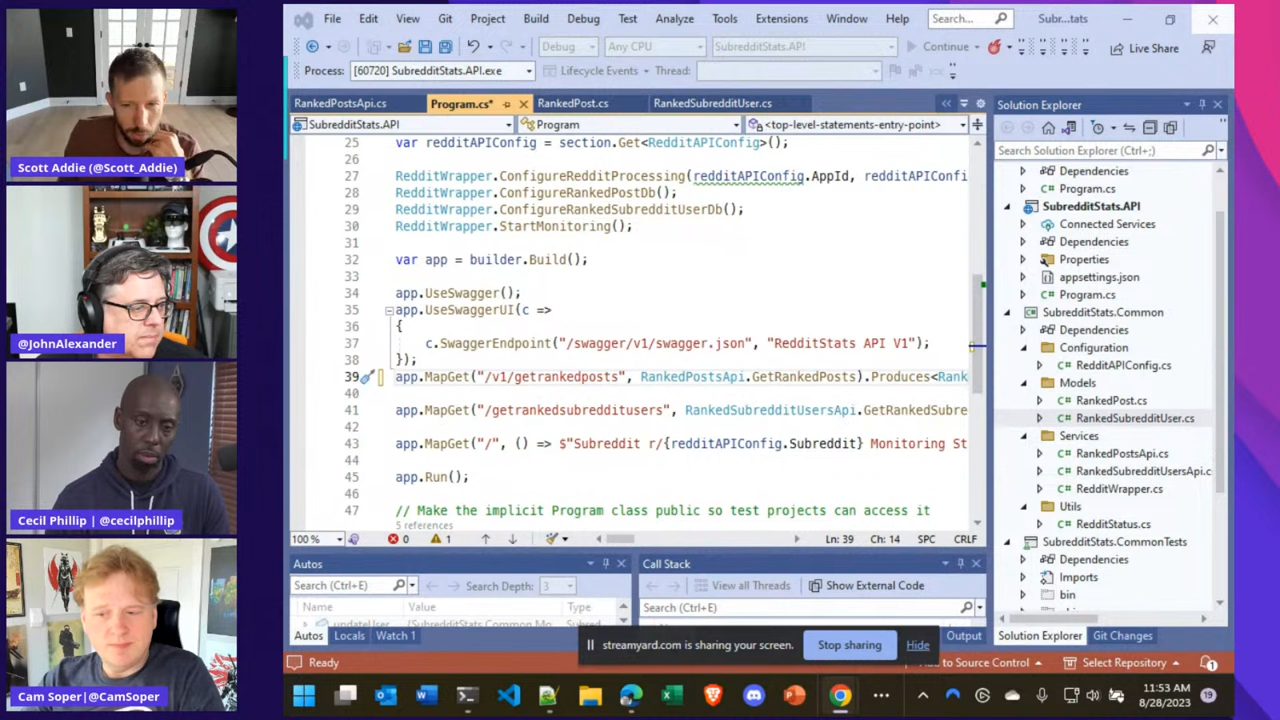 Scott Addie (@Scott_Addie)
@JohnAlexander
Cecil Phillip | @cecilphillip
Cam Soper|@CamSoper
File Edit View Git Project Build Debug Test Analyze Tools Extensions Window Help Search... Subr...tats
Debug Any CPU SubredditStats.API Continue Live Share
Process: [60720] SubredditStats.API.exe Lifecycle Events Thread:
RankedPostsApi.cs Program.cs* RankedPost.cs RankedSubredditUser.cs
SubredditStats.API Program <top-level-statements-entry-point>
25 var redditAPIConfig = section.Get<RedditAPIConfig>();
26
27 RedditWrapper.ConfigureRedditProcessing(redditAPIConfig.AppId, redditAPIConfi
28 RedditWrapper.ConfigureRankedPostDb();
29 RedditWrapper.ConfigureRankedSubredditUserDb();
30 RedditWrapper.StartMonitoring();
31
32 var app = builder.Build();
33
34 app.UseSwagger();
35 app.UseSwaggerUI(c =>
36 {
37 c.SwaggerEndpoint("/swagger/v1/swagger.json", "RedditStats API V1");
38 });
39 app.MapGet("/v1/getrankedposts", RankedPostsApi.GetRankedPosts).Produces<Rank
40
41 app.MapGet("/getrankedsubredditusers", RankedSubredditUsersApi.GetRankedSubre
42
43 app.MapGet("/", () => $"Subreddit r/{redditAPIConfig.Subreddit} Monitoring St
44
45 app.Run();
46
47 // Make the implicit Program class public so test projects can access it
5 references
100 % 0 1 Ln: 39 Ch: 14 SPC CRLF
Autos
Search (Ctrl+E) Search Depth: 3
Name Value Type
Autos Locals Watch 1
Call Stack
View all Threads Show External Code
Search (Ctrl+E)
Output
Solution Explorer
Search Solution Explorer (Ctrl+;)
Dependencies
Program.cs
SubredditStats.API
Connected Services
Dependencies
Properties
appsettings.json
Program.cs
SubredditStats.Common
Dependencies
Configuration
RedditAPIConfig.cs
Models
RankedPost.cs
RankedSubredditUser.cs
Services
RankedPostsApi.cs
RankedSubredditUsersApi.c
RedditWrapper.cs
Utils
RedditStatus.cs
SubredditStats.CommonTests
Dependencies
Imports
bin
Solution Explorer Git Changes
streamyard.com is sharing your screen. Stop sharing Hide
Ready to Source Control Select Repository 1
11:53 AM
8/28/2023
19